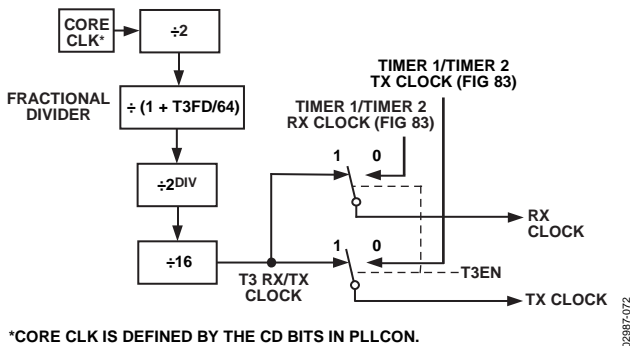 CORE
CLK*
÷2
FRACTIONAL
DIVIDER
÷ (1 + T3FD/64)
÷2DIV
÷16
T3 RX/TX
CLOCK
TIMER 1/TIMER 2
TX CLOCK (FIG 83)
TIMER 1/TIMER 2
RX CLOCK (FIG 83)
1 0
RX
CLOCK
1 0
T3EN
TX CLOCK
*CORE CLK IS DEFINED BY THE CD BITS IN PLLCON.
02987-072